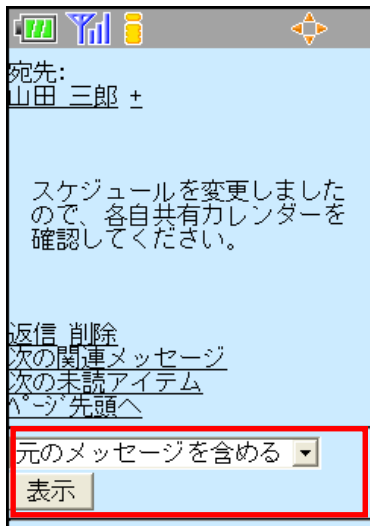 宛先:
山田 三郎 +
スケジュールを変更しました
ので、各自共有カレンダーを
確認してください。
返信 削除
次の関連メッセージ
次の未読アイテム
ﾍﾟｰｼﾞ先頭へ
元のメッセージを含める
表示